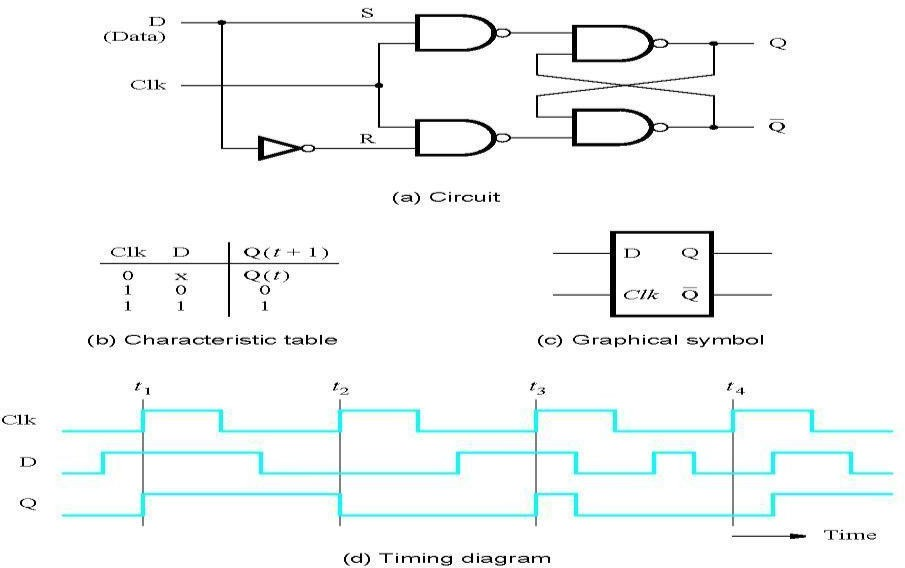 D
(Data)
S
Q
Clk
R
Q̅
(a) Circuit
Clk D Q(t + 1)
0 x Q(t)
1 0 0
1 1 1
(b) Characteristic table
D Q
Clk Q̅
(c) Graphical symbol
t1 t2 t3 t4
Clk
D
Q
Time
(d) Timing diagram